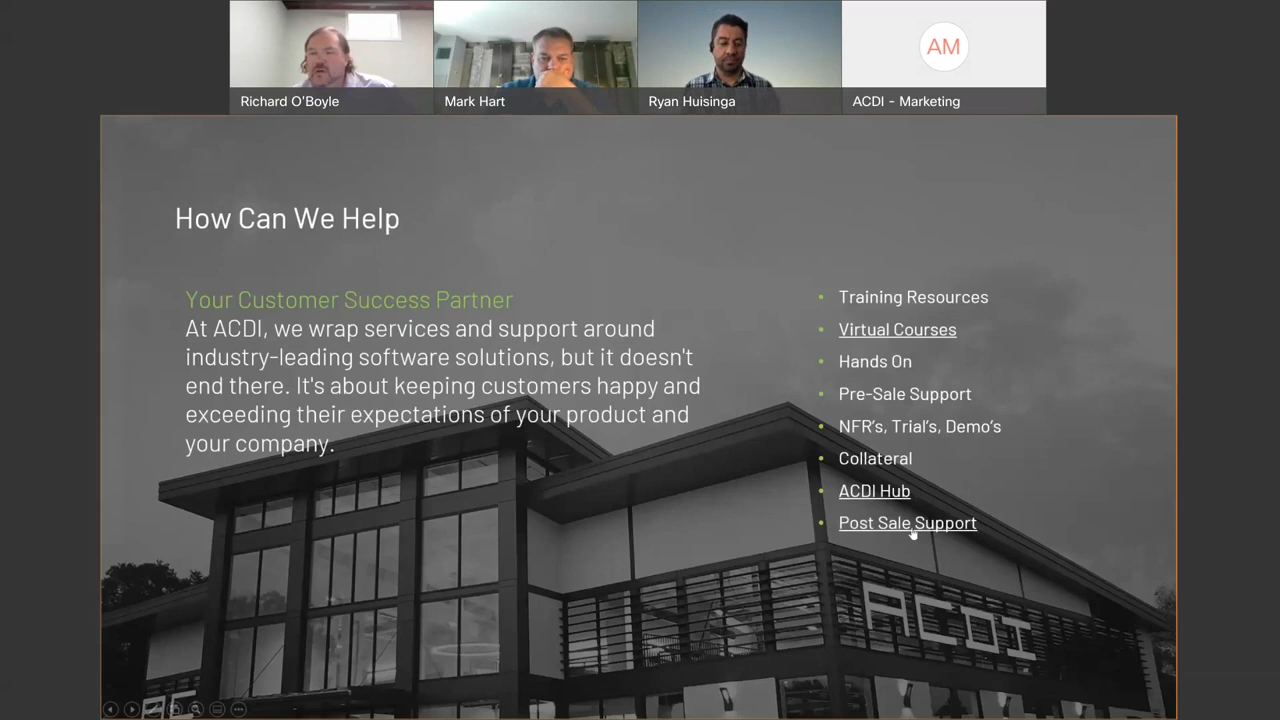 AM
Richard O'Boyle
Mark Hart
Ryan Huisinga
ACDI - Marketing
How Can We Help
Your Customer Success Partner
At ACDI, we wrap services and support around
industry-leading software solutions, but it doesn't
end there. It's about keeping customers happy and
exceeding their expectations of your product and
your company.
• Training Resources
• Virtual Courses
• Hands On
• Pre-Sale Support
• NFR's, Trial's, Demo's
• Collateral
• ACDI Hub
• Post Sale Support
ACDI